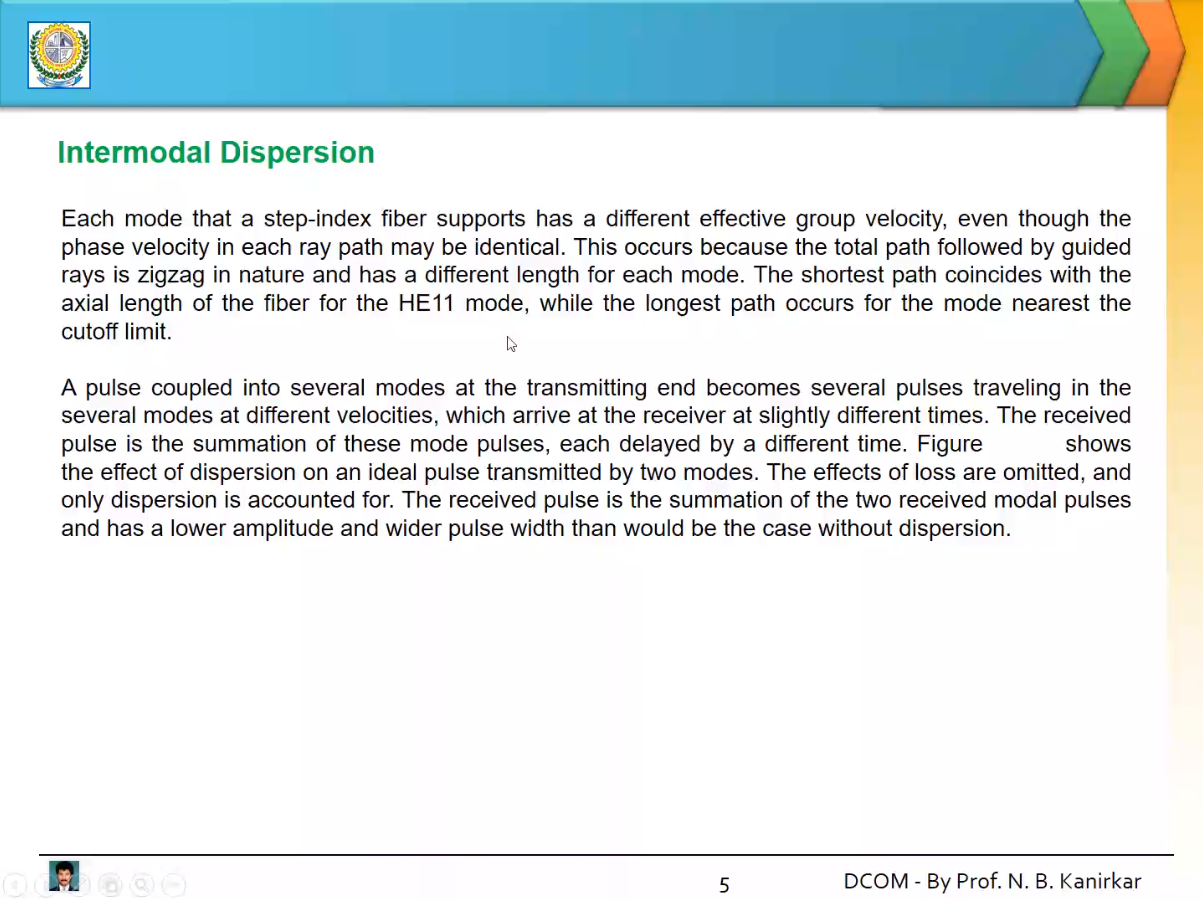 Intermodal Dispersion
Each mode that a step-index fiber supports has a different effective group velocity, even though the
phase velocity in each ray path may be identical. This occurs because the total path followed by guided
rays is zigzag in nature and has a different length for each mode. The shortest path coincides with the
axial length of the fiber for the HE11 mode, while the longest path occurs for the mode nearest the
cutoff limit.
A pulse coupled into several modes at the transmitting end becomes several pulses traveling in the
several modes at different velocities, which arrive at the receiver at slightly different times. The received
pulse is the summation of these mode pulses, each delayed by a different time. Figure shows
the effect of dispersion on an ideal pulse transmitted by two modes. The effects of loss are omitted, and
only dispersion is accounted for. The received pulse is the summation of the two received modal pulses
and has a lower amplitude and wider pulse width than would be the case without dispersion.
5
DCOM - By Prof. N. B. Kanirkar